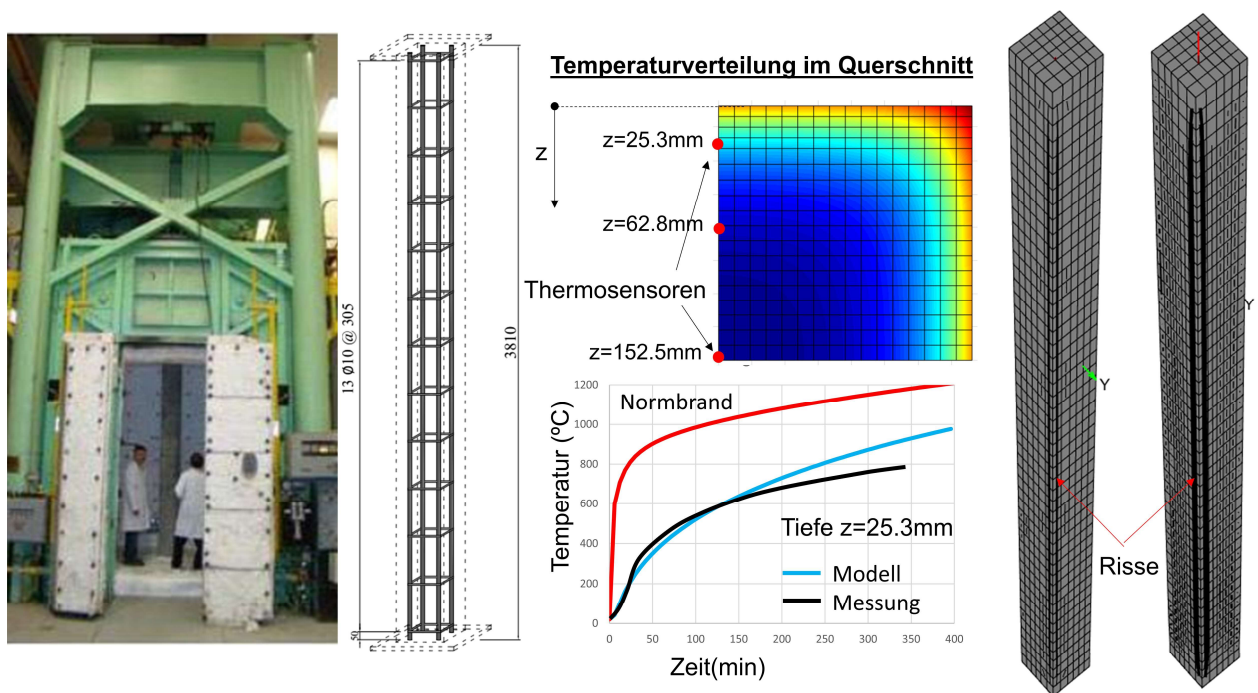 13 Ø10 @ 305
50
3810
Temperaturverteilung im Querschnitt
z
z=25.3mm
z=62.8mm
Thermosensoren
z=152.5mm
Temperatur (ºC)
1200
1000
800
600
400
200
0
Normbrand
Tiefe z=25.3mm
Modell
Messung
0 50 100 150 200 250 300 350 400
Zeit(min)
Y
Y
Risse